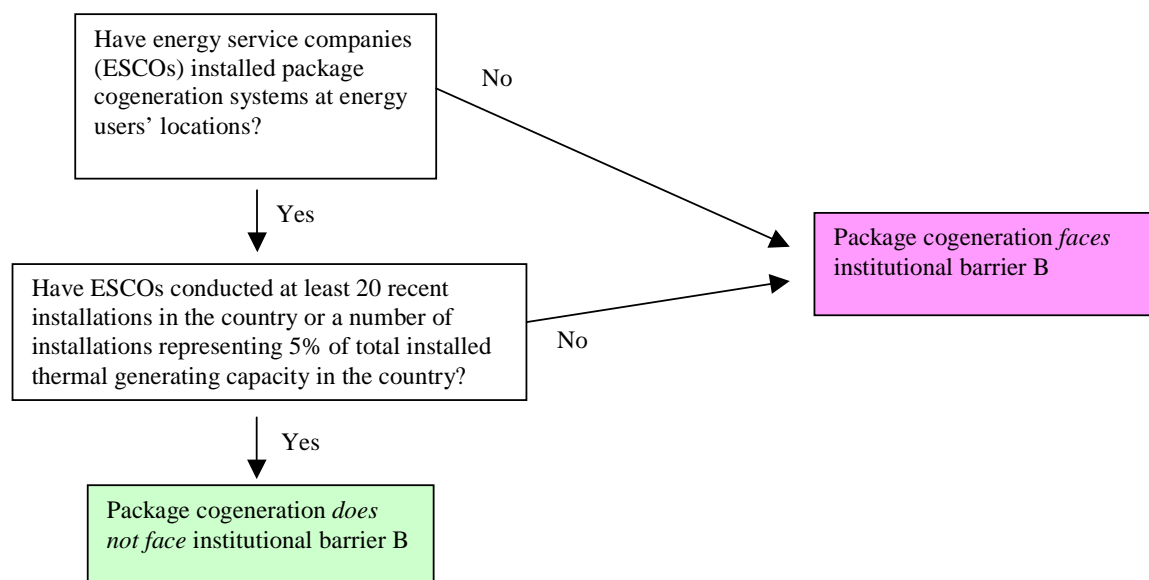 Have energy service companies
(ESCOs) installed package
cogeneration systems at energy
users’ locations?
No
Yes
Package cogeneration faces
institutional barrier B
Have ESCOs conducted at least 20 recent
installations in the country or a number of
installations representing 5% of total installed
thermal generating capacity in the country?
No
Yes
Package cogeneration does
not face institutional barrier B